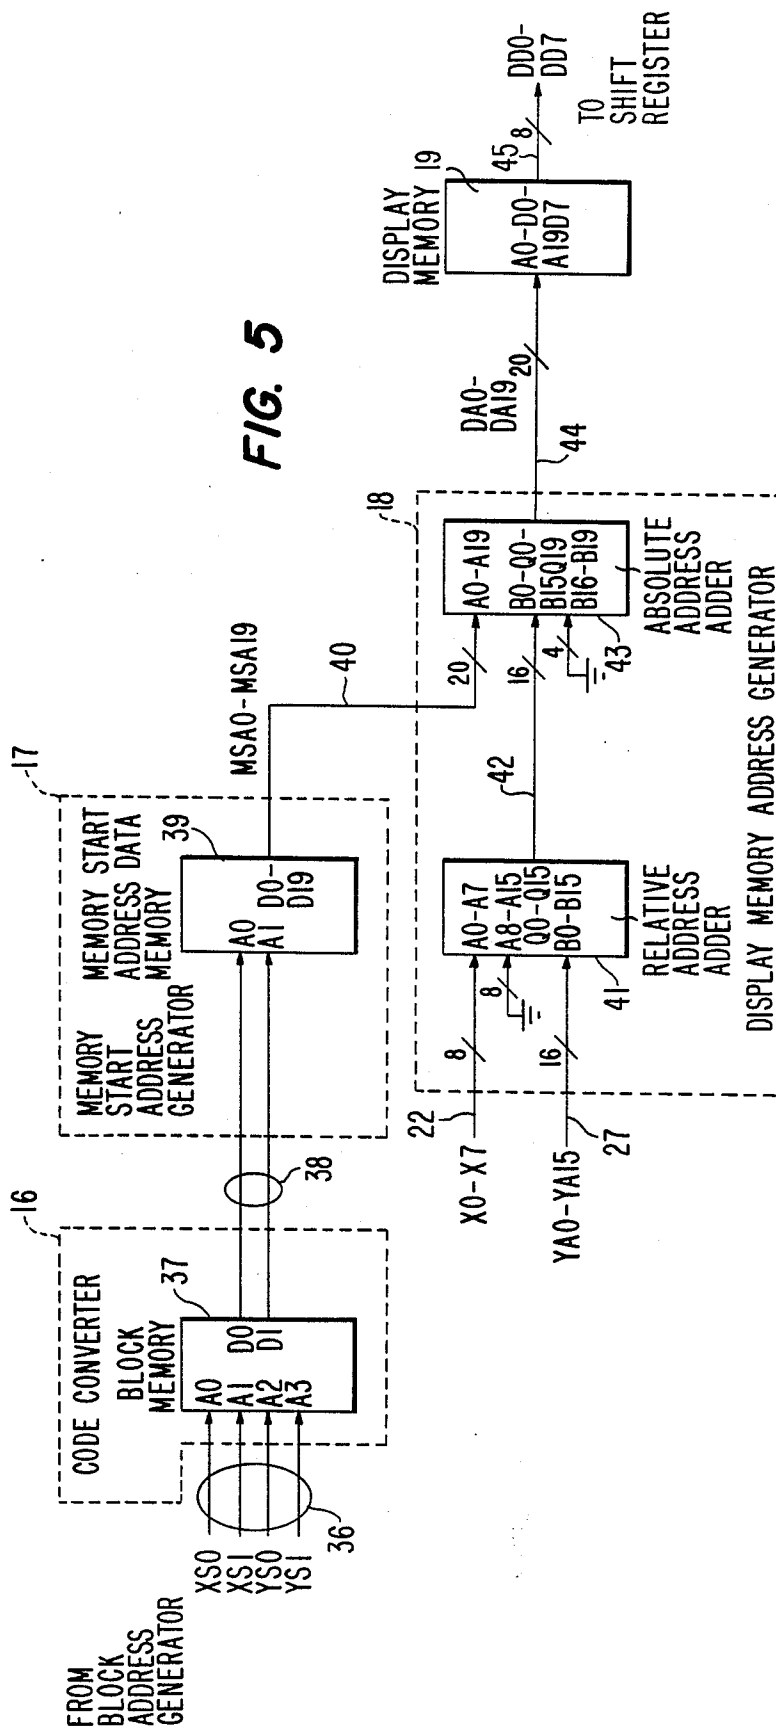 FIG. 5
FROM
BLOCK
ADDRESS
GENERATOR
XS0
XS1
YS0
YS1
36
16
CODE CONVERTER
BLOCK
MEMORY
37
A0
A1 D0
A2 D1
A3
38
17
MEMORY
START
ADDRESS
GENERATOR
MEMORY START
ADDRESS DATA
MEMORY
39
A0
A1 D0-
D19
MSA0-MSA19
40
X0-X7
22
8
YA0-YA15
27
16
8
A0-A7
A8-A15
Q0-Q15
B0-B15
41
RELATIVE
ADDRESS
ADDER
42
18
20
16
4
A0-A19
B0-Q0-
B15Q19
B16-B19
43
ABSOLUTE
ADDRESS
ADDER
DISPLAY MEMORY ADDRESS GENERATOR
44
DA0-
DA19
20
DISPLAY
MEMORY
19
A0-D0-
A19D7
45
8
DD0-
DD7
TO
SHIFT
REGISTER